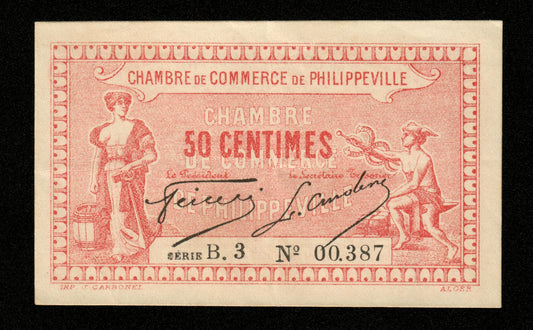 CHAMBRE DE COMMERCE DE PHILIPPEVILLE
CHAMBRE
50 CENTIMES
DE COMMERCE
Le Président Le Secrétaire Trésorier
DE PHILIPPEVILLE
SÉRIE B. 3 Nº 00.387
IMP. J. CARBONEL ALGER